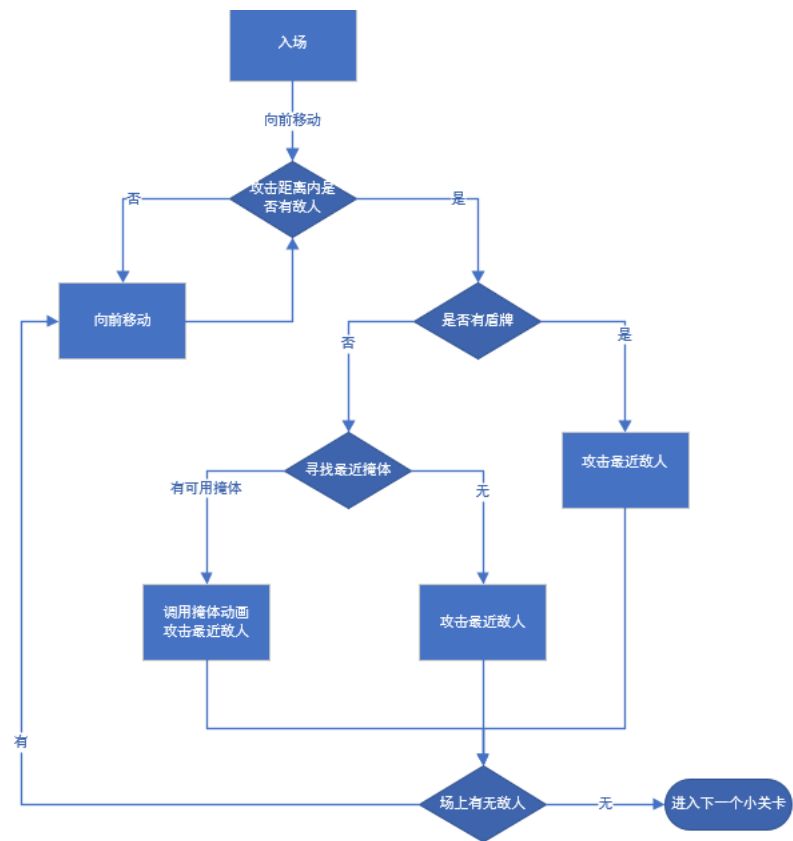 入场
向前移动
攻击距离内是
否有敌人
否
是
向前移动
是否有盾牌
否
是
寻找最近掩体
攻击最近敌人
有可用掩体
无
调用掩体动画
攻击最近敌人
攻击最近敌人
有
场上有无敌人
无
进入下一个小关卡